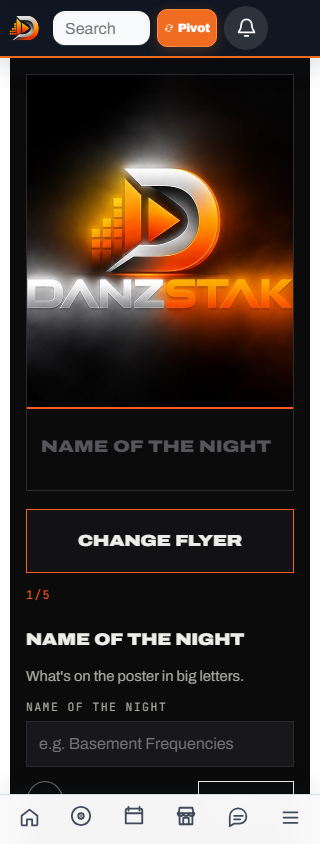 Search
Pivot
DANZSTAK
NAME OF THE NIGHT
CHANGE FLYER
1/5
NAME OF THE NIGHT
What's on the poster in big letters.
NAME OF THE NIGHT
e.g. Basement Frequencies